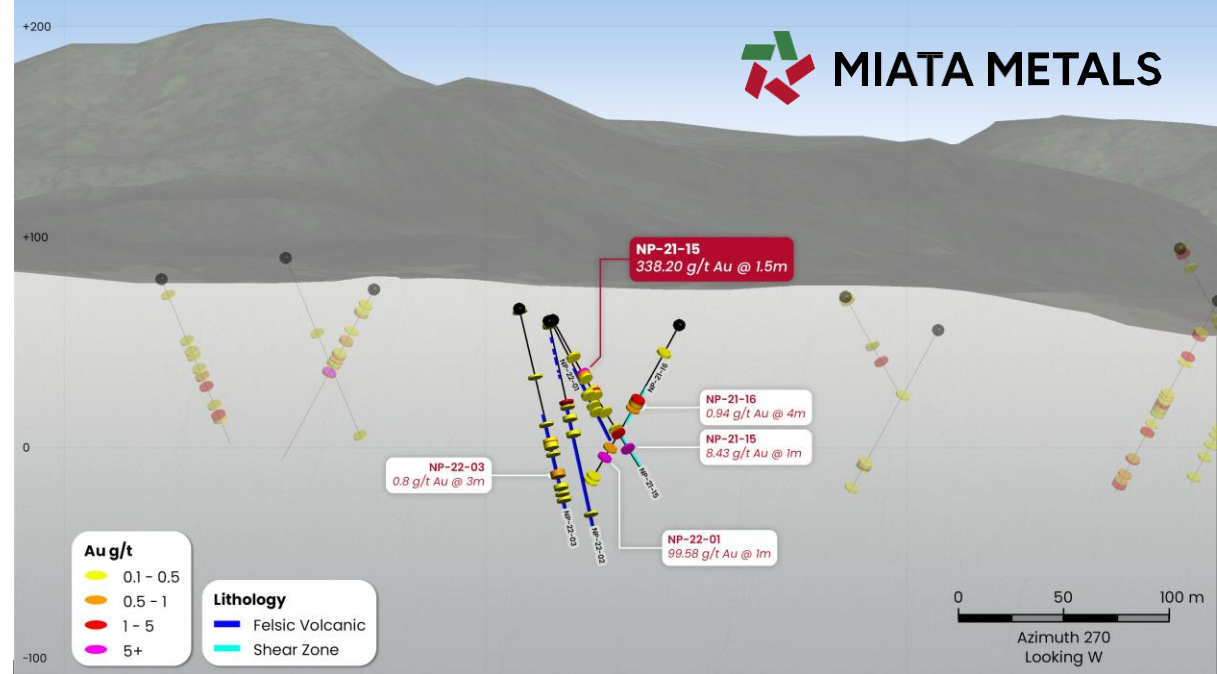 +200
MIATA METALS
+100
NP-21-15
338.20 g/t Au @ 1.5m
NP-22-01
NP-21-16
NP-21-16
0.94 g/t Au @ 4m
NP-21-15
8.43 g/t Au @ 1m
0
NP-22-03
0.8 g/t Au @ 3m
NP-21-15
NP-22-03
NP-22-02
NP-22-01
99.58 g/t Au @ 1m
Au g/t
0.1 - 0.5
0.5 - 1
1 - 5
5+
Lithology
Felsic Volcanic
Shear Zone
0 50 100 m
Azimuth 270
Looking W
-100